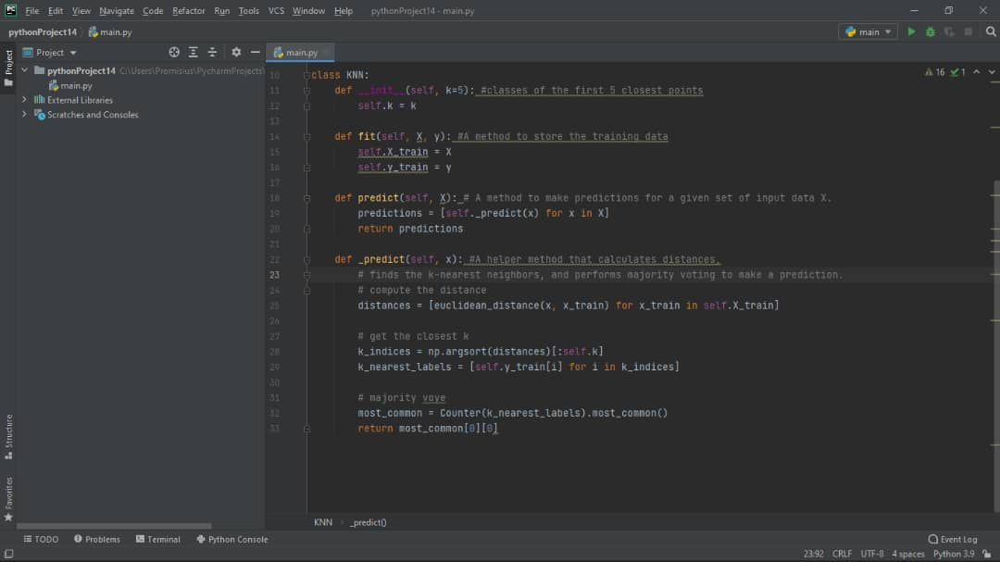 PC File Edit View Navigate Code Refactor Run Tools VCS Window Help pythonProject14 - main.py
pythonProject14 main.py main
Project main.py
Project
pythonProject14 C:\Users\Promisius\PycharmProjects\
main.py
External Libraries
Scratches and Consoles
16 1
10 class KNN:
11 def __init__(self, k=5): #classes of the first 5 closest points
12 self.k = k
13
14 def fit(self, X, y): #A method to store the training data
15 self.X_train = X
16 self.y_train = y
17
18 def predict(self, X): # A method to make predictions for a given set of input data X.
19 predictions = [self._predict(x) for x in X]
20 return predictions
21
22 def _predict(self, x): #A helper method that calculates distances,
23 # finds the k-nearest neighbors, and performs majority voting to make a prediction.
24 # compute the distance
25 distances = [euclidean_distance(x, x_train) for x_train in self.X_train]
26
27 # get the closest k
28 k_indices = np.argsort(distances)[:self.k]
29 k_nearest_labels = [self.y_train[i] for i in k_indices]
30
31 # majority voye
32 most_common = Counter(k_nearest_labels).most_common()
33 return most_common[0][0]
Structure
Favorites
KNN _predict()
TODO Problems Terminal Python Console Event Log
23:92 CRLF UTF-8 4 spaces Python 3.9